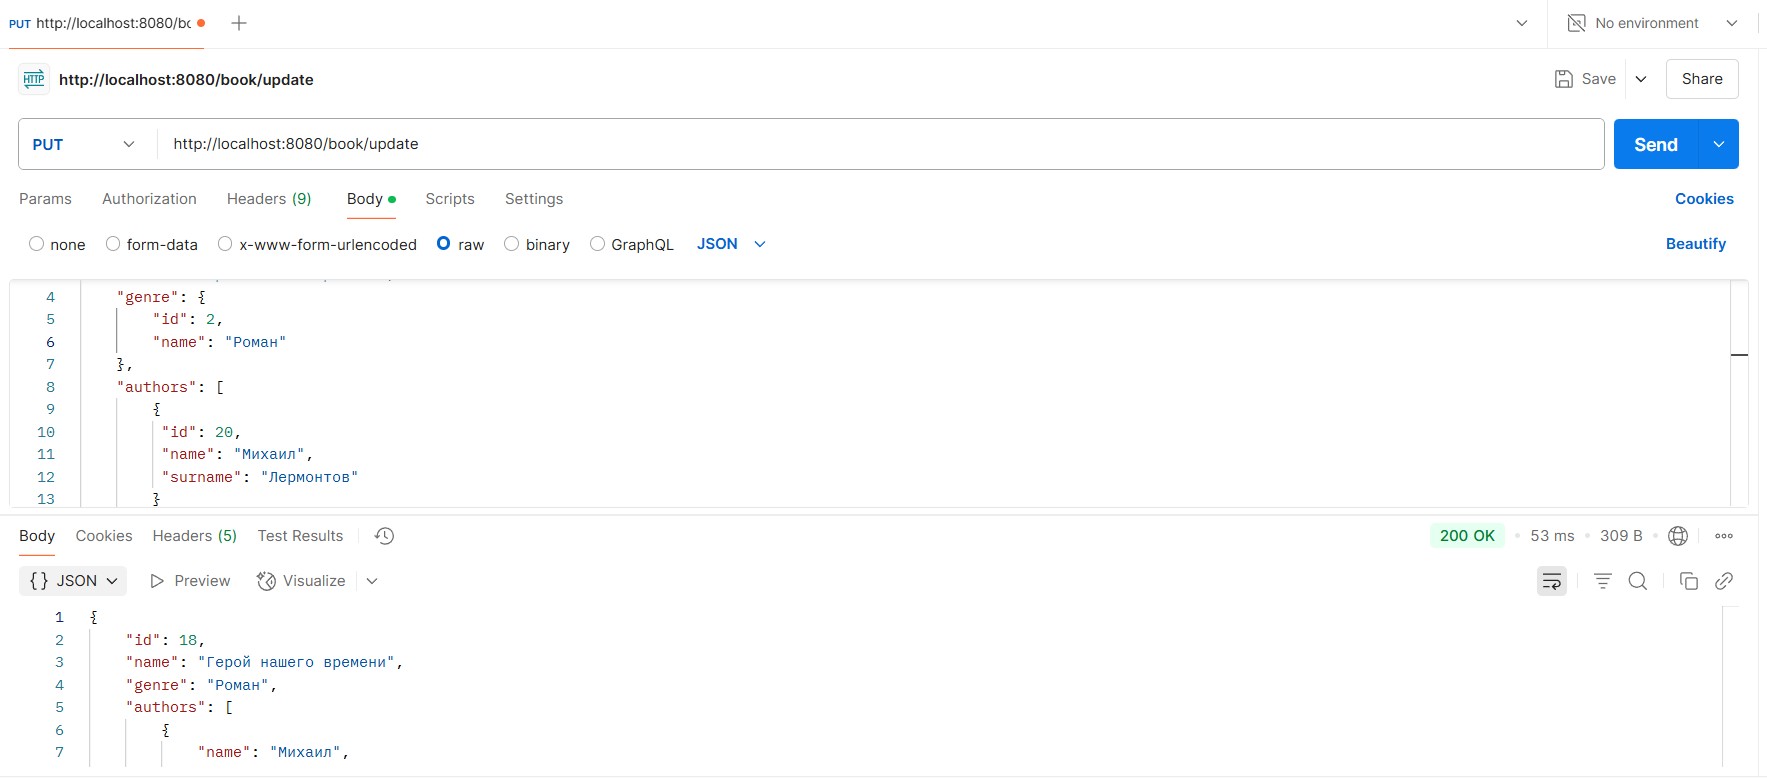 PUT http://localhost:8080/bc
No environment
HTTP http://localhost:8080/book/update
Save
Share
PUT http://localhost:8080/book/update
Send
Params Authorization Headers (9) Body Scripts Settings
Cookies
none form-data x-www-form-urlencoded raw binary GraphQL JSON
Beautify
4 "genre": {
5 "id": 2,
6 "name": "Роман"
7 },
8 "authors": [
9 {
10 "id": 20,
11 "name": "Михаил",
12 "surname": "Лермонтов"
13 }
Body Cookies Headers (5) Test Results
200 OK • 53 ms • 309 B
{} JSON Preview Visualize
1 {
2 "id": 18,
3 "name": "Герой нашего времени",
4 "genre": "Роман",
5 "authors": [
6 {
7 "name": "Михаил",